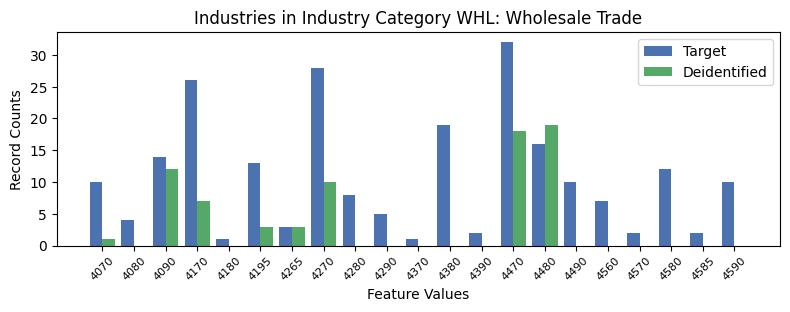 Industries in Industry Category WHL: Wholesale Trade
Record Counts
30
25
20
15
10
5
0
Target
Deidentified
4070 4080 4090 4170 4180 4195 4265 4270 4280 4290 4370 4380 4390 4470 4480 4490 4560 4570 4580 4585 4590
Feature Values